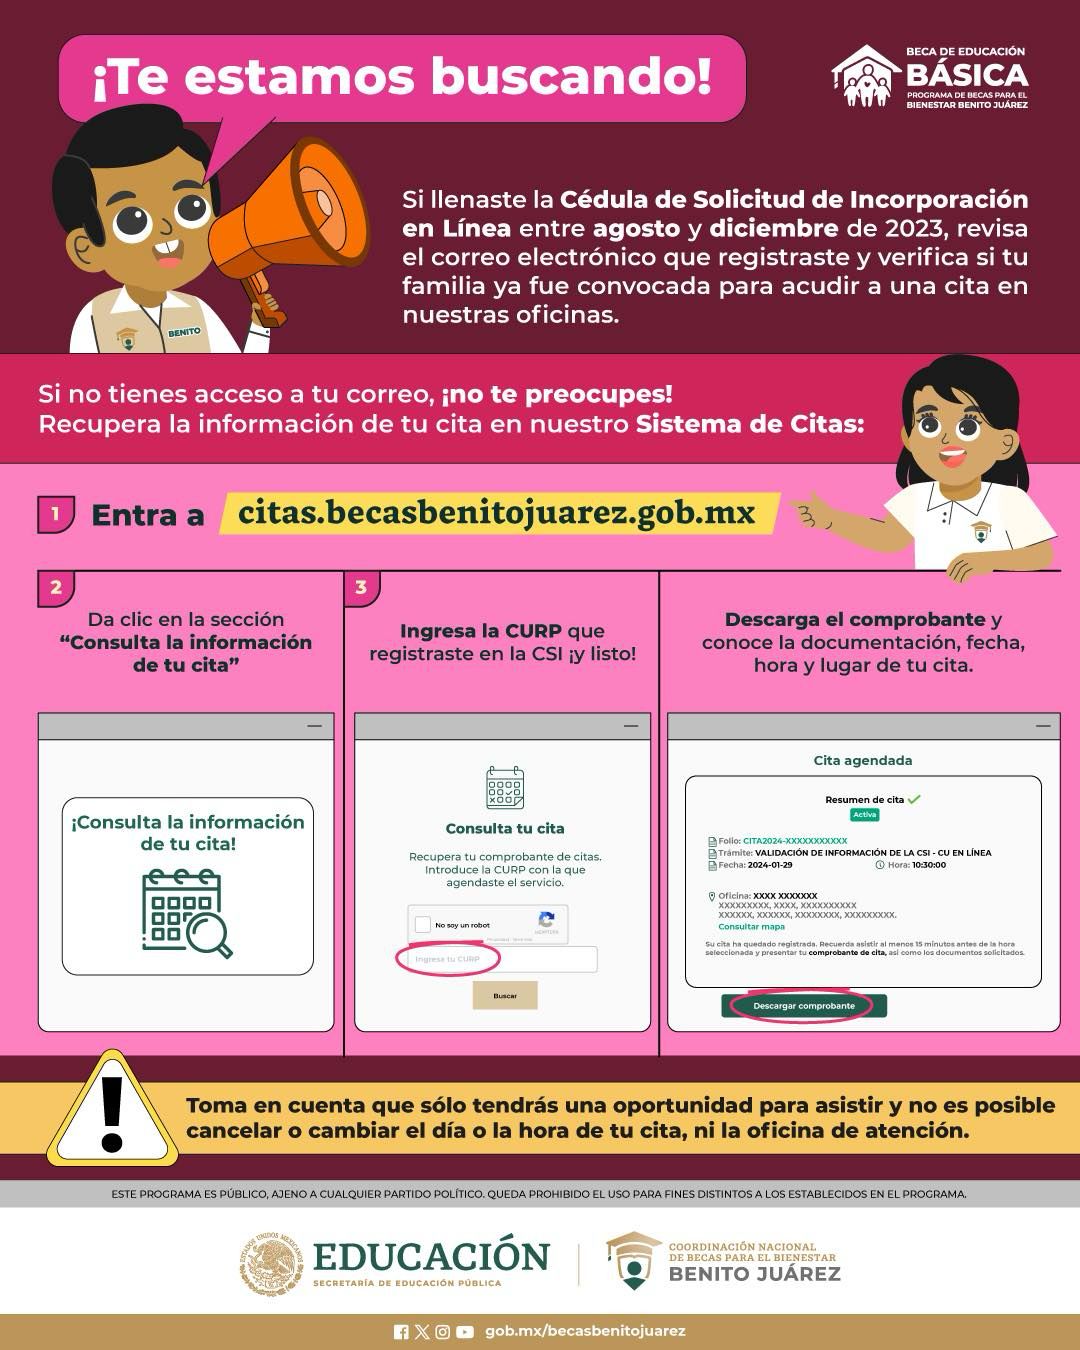 ¡Te estamos buscando!
BECA DE EDUCACIÓN
BÁSICA
PROGRAMA DE BECAS PARA EL
BIENESTAR BENITO JUÁREZ
BENITO
Si llenaste la Cédula de Solicitud de Incorporación
en Línea entre agosto y diciembre de 2023, revisa
el correo electrónico que registraste y verifica si tu
familia ya fue convocada para acudir a una cita en
nuestras oficinas.
Si no tienes acceso a tu correo, ¡no te preocupes!
Recupera la información de tu cita en nuestro Sistema de Citas:
1 Entra a citas.becasbenitojuarez.gob.mx
2
Da clic en la sección
“Consulta la información
de tu cita”
¡Consulta la información
de tu cita!
3
Ingresa la CURP que
registraste en la CSI ¡y listo!
Consulta tu cita
Recupera tu comprobante de citas.
Introduce la CURP con la que
agendaste el servicio.
No soy un robot
reCAPTCHA
Ingrese tu CURP
Buscar
Descarga el comprobante y
conoce la documentación, fecha,
hora y lugar de tu cita.
Cita agendada
Resumen de cita
Activa
Folio: CITA2024-XXXXXXXXXXX
Trámite: VALIDACIÓN DE INFORMACIÓN DE LA CSI - CU EN LÍNEA
Fecha: 2024-01-29 Hora: 10:30:00
Oficina: XXXX XXXXXXX
XXXXXXXXX, XXXX, XXXXXXXXXX
XXXXXX, XXXXXX, XXXXXXXX, XXXXXXXXX.
Consultar mapa
Su cita ha quedado registrada. Recuerda asistir al menos 15 minutos antes de la hora
seleccionada y presentar tu comprobante de cita, así como los documentos solicitados.
Descargar comprobante
Toma en cuenta que sólo tendrás una oportunidad para asistir y no es posible
cancelar o cambiar el día o la hora de tu cita, ni la oficina de atención.
ESTE PROGRAMA ES PÚBLICO, AJENO A CUALQUIER PARTIDO POLÍTICO. QUEDA PROHIBIDO EL USO PARA FINES DISTINTOS A LOS ESTABLECIDOS EN EL PROGRAMA.
ESTADOS UNIDOS MEXICANOS
EDUCACIÓN
SECRETARÍA DE EDUCACIÓN PÚBLICA
COORDINACIÓN NACIONAL
DE BECAS PARA EL BIENESTAR
BENITO JUÁREZ
gob.mx/becasbenitojuarez